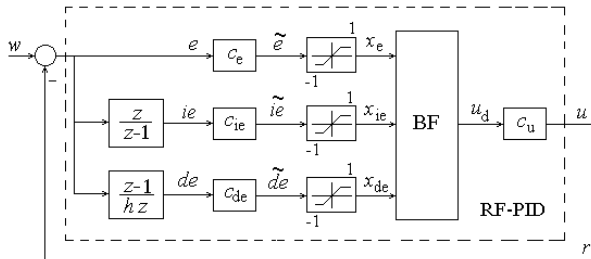 w
−
e
c_e
ẽ
1
-1
x_e
z
z-1
ie
c_ie
ĩe
1
-1
x_ie
z-1
h z
de
c_de
d̃e
1
-1
x_de
BF
u_d
c_u
u
RF-PID
r